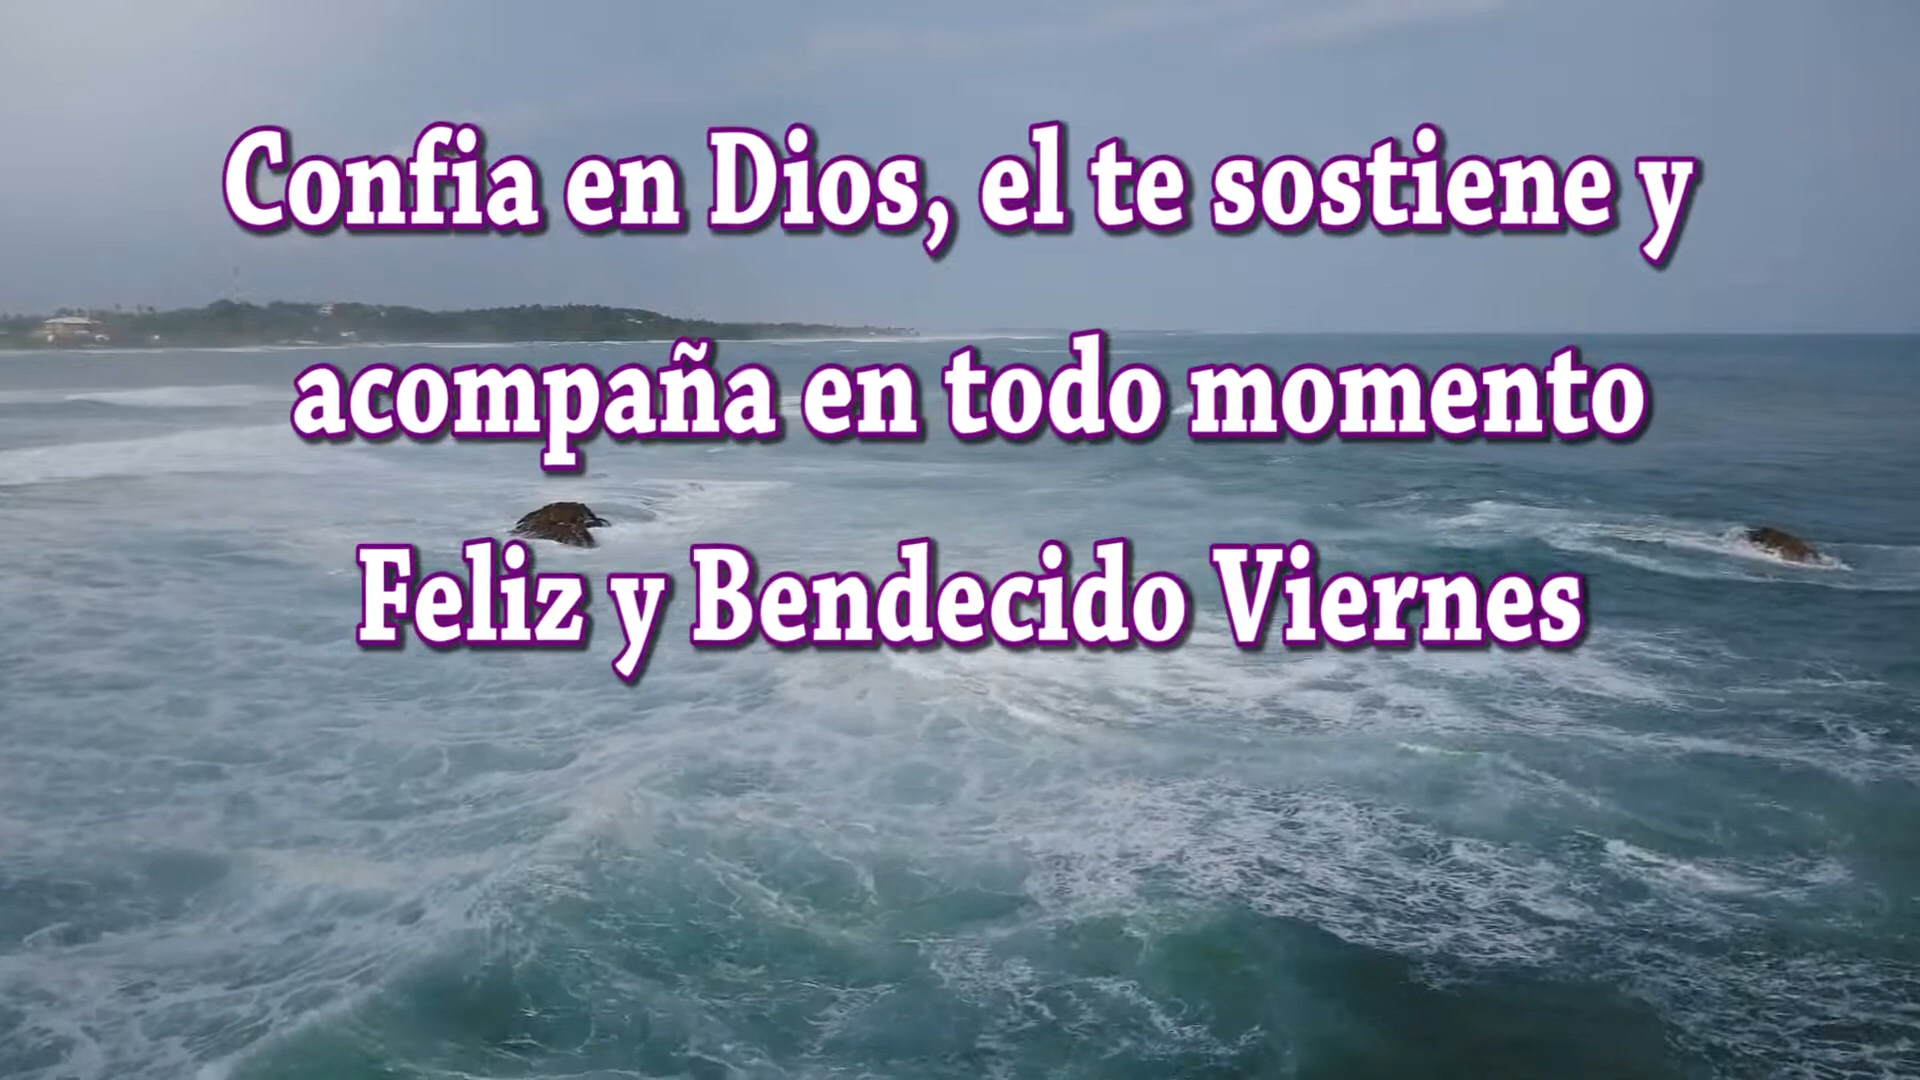 Confia en Dios, el te sostiene y
acompaña en todo momento
Feliz y Bendecido Viernes